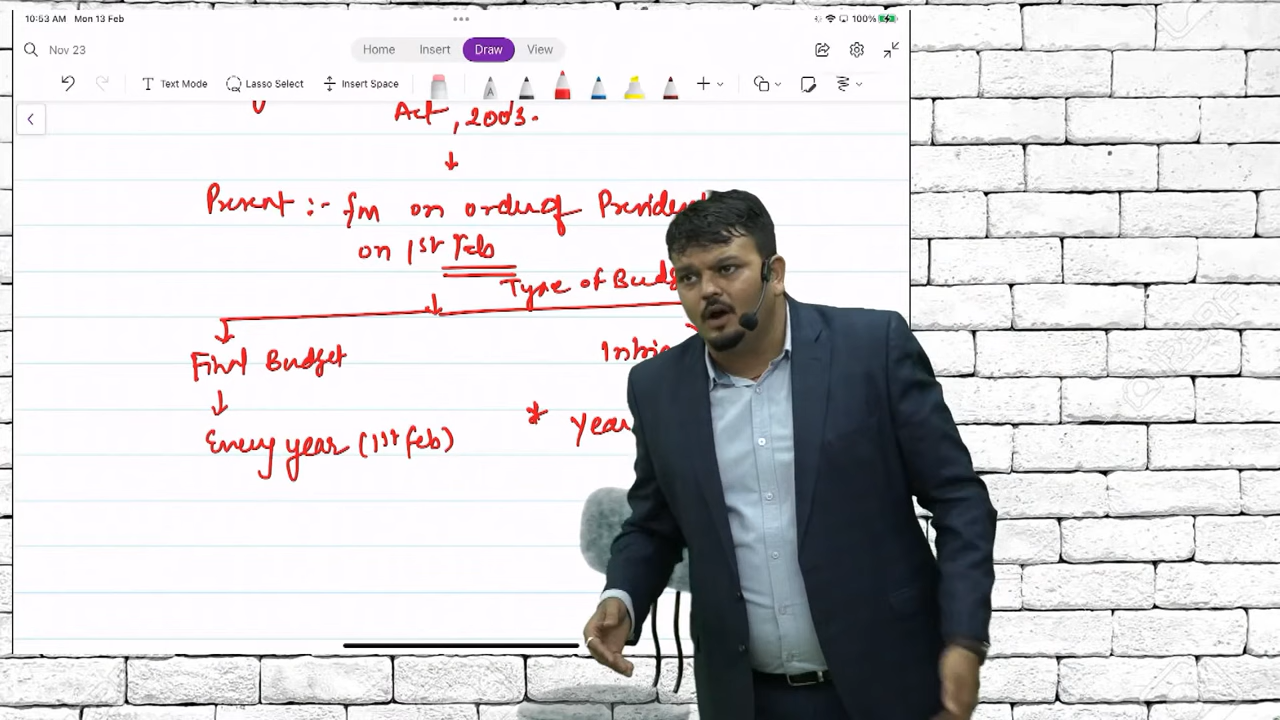 10:53 AM Mon 13 Feb
100%
Nov 23
Home Insert Draw View
Text Mode Lasso Select Insert Space
Act, 2003.
Present :- fm on order of President
on 1st Feb
Type of Budg
Final Budget
Every year (1st feb)
* Year